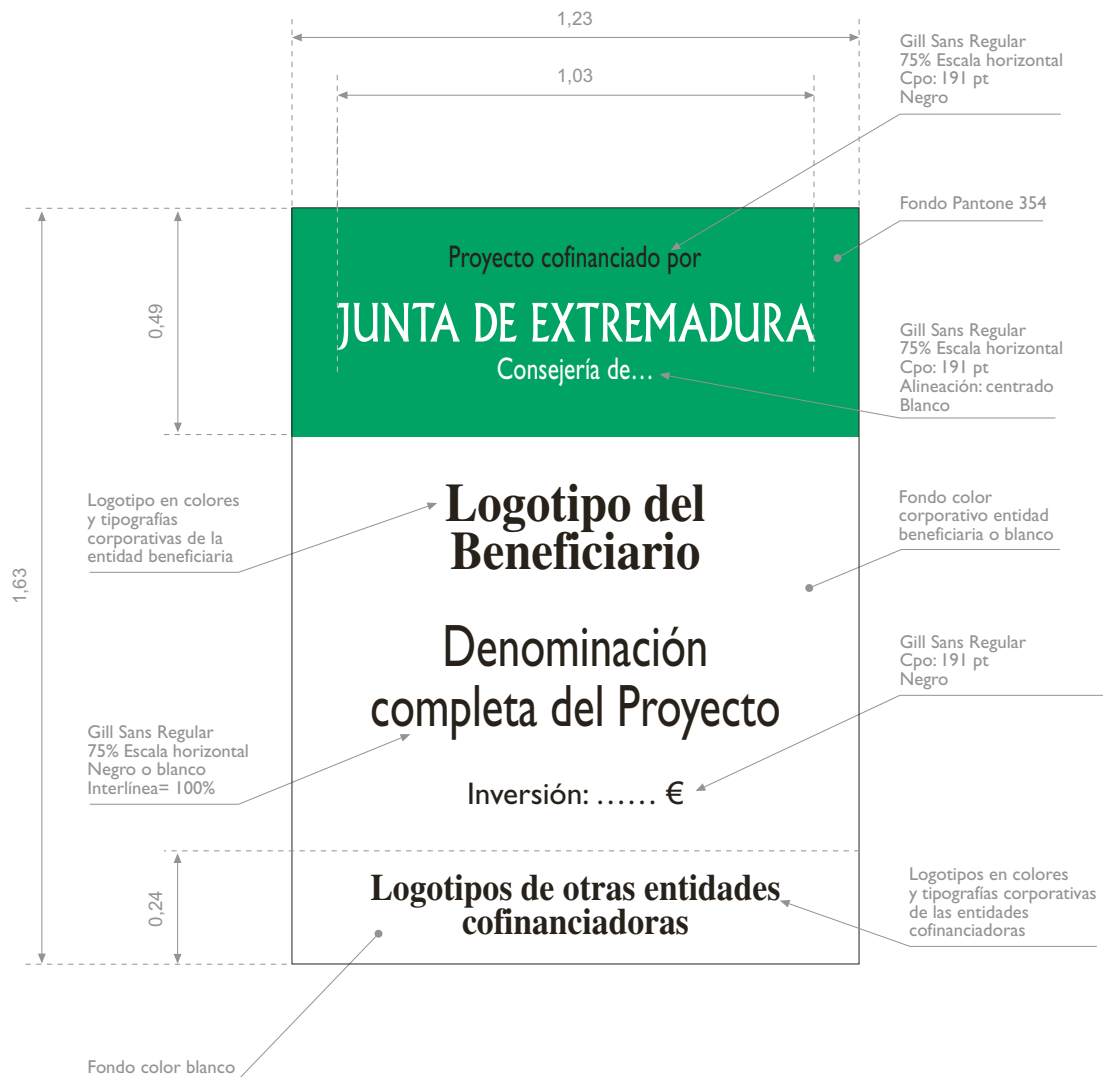 1,23
1,03
Gill Sans Regular
75% Escala horizontal
Cpo: 191 pt
Negro
Fondo Pantone 354
Proyecto cofinanciado por
JUNTA DE EXTREMADURA
Consejería de...
0,49
Gill Sans Regular
75% Escala horizontal
Cpo: 191 pt
Alineación: centrado
Blanco
Logotipo en colores
y tipografías
corporativas de la
entidad beneficiaria
Logotipo del
Beneficiario
Fondo color
corporativo entidad
beneficiaria o blanco
1,63
Denominación
completa del Proyecto
Gill Sans Regular
Cpo: 191 pt
Negro
Gill Sans Regular
75% Escala horizontal
Negro o blanco
Interlínea= 100%
Inversión: ...... €
0,24
Logotipos de otras entidades
cofinanciadoras
Logotipos en colores
y tipografías corporativas
de las entidades
cofinanciadoras
Fondo color blanco